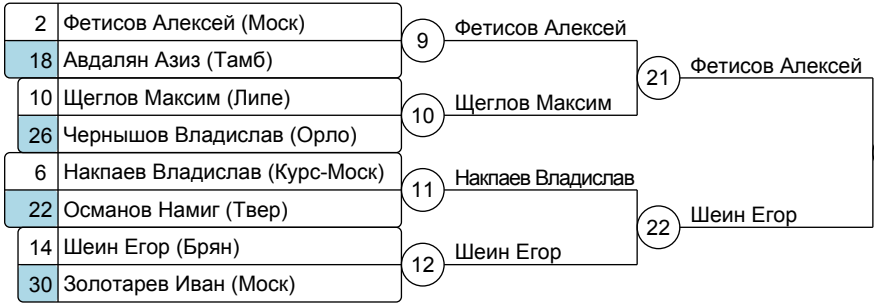 2 Фетисов Алексей (Моск)
18 Авдалян Азиз (Тамб)
10 Щеглов Максим (Липе)
26 Чернышов Владислав (Орло)
6 Накпаев Владислав (Курс-Моск)
22 Османов Намиг (Твер)
14 Шеин Егор (Брян)
30 Золотарев Иван (Моск)
9 Фетисов Алексей
10 Щеглов Максим
11 Накпаев Владислав
12 Шеин Егор
21 Фетисов Алексей
22 Шеин Егор